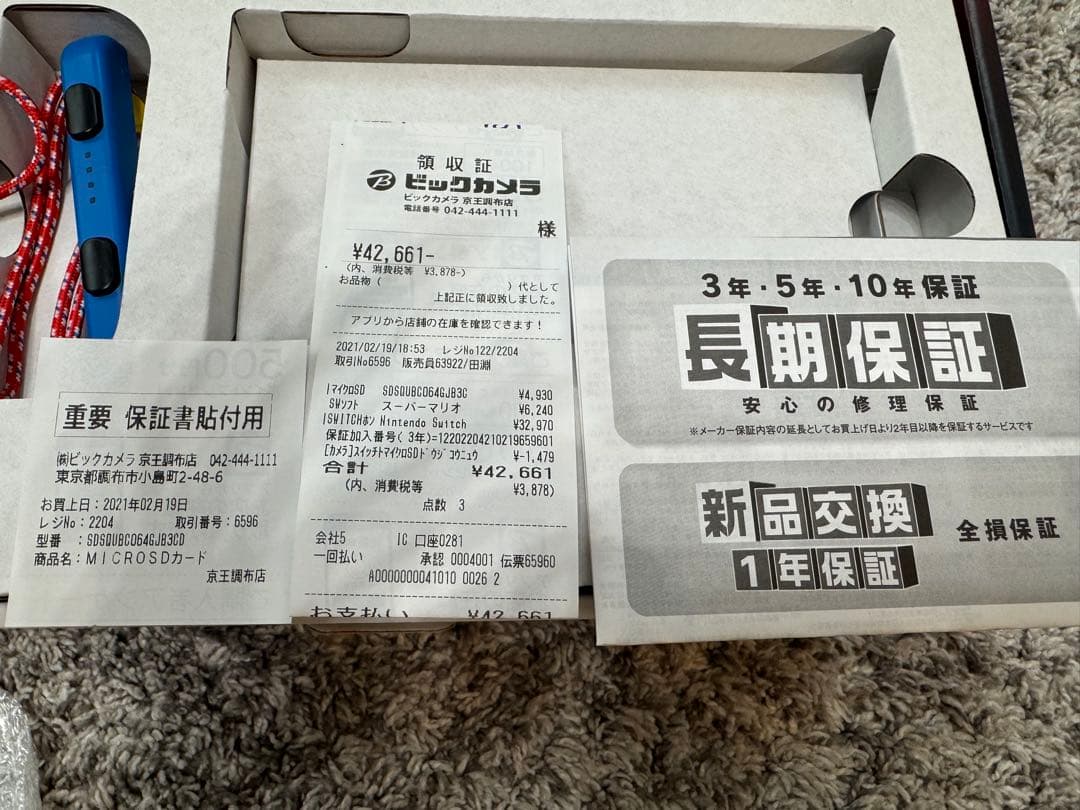 重要 保証書貼付用
㈱ビックカメラ 京王調布店 042-444-1111
東京都調布市小島町2-48-6
お買上日：2021年02月19日
レジNo：2204 取引番号：6596
型番 ：SDSQUBC064GJB3CD
商品名：MICROSDカード
京王調布店
領収証
ビックカメラ
ビックカメラ 京王調布店
電話番号 042-444-1111
様
¥42,661-
(内、消費税等 ¥3,878-)
お品物( )代として
上記正に領収致しました。
アプリから店舗の在庫を確認できます！
2021/02/19/18:53 レジNo122/2204
取引No6596 販売員63922/田淵
|マイクロSD SDSQUBC064GJB3C ¥4,930
SWソフト スーパーマリオ ¥6,240
|SWITCHホン Nintendo Switch ¥32,970
保証加入番号(3年)=12202204210219659601
[カメラ]スイッチトマイクロSDドウジコウニュウ ¥-1,479
合計 ¥42,661
(内、消費税等 ¥3,878)
点数 3
会社5 IC 口座0281
一回払い 承認 0004001 伝票65960
A0000000041010 0026 2
お支払い ¥42,661
3年・5年・10年保証
長期保証
安心の修理保証
※メーカー保証内容の延長としてお買上げ日より2年目以降を保証するサービスです
新品交換
1年保証
全損保証